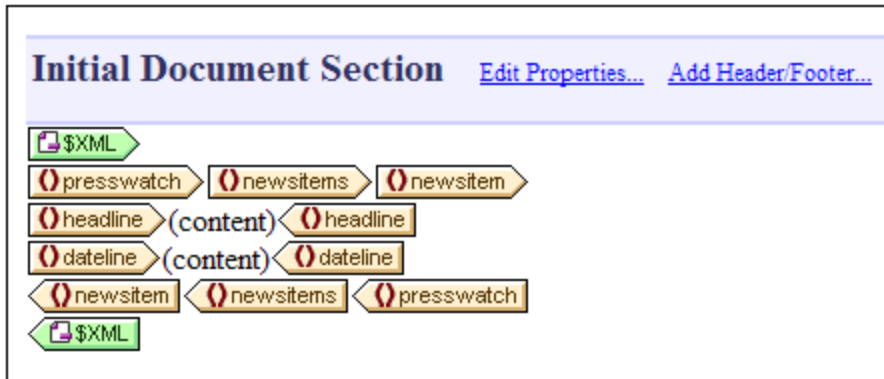 Initial Document Section Edit Properties... Add Header/Footer...
$XML
() presswatch () newsitems () newsitem
() headline (content) () headline
() dateline (content) () dateline
() newsitem () newsitems () presswatch
$XML